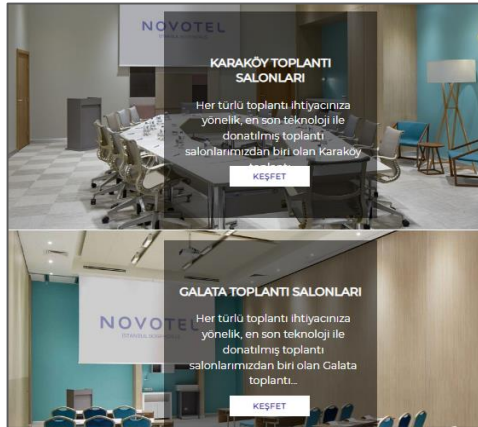 NOVOTEL
KARAKÖY TOPLANTI
SALONLARI
Her türlü toplantı ihtiyacınıza
yönelik, en son teknoloji ile
donatılmış toplantı
salonlarımızdan biri olan Karaköy
KEŞFET
GALATA TOPLANTI SALONLARI
NOVOTEL
Her türlü toplantı ihtiyacınıza
yönelik, en son teknoloji ile
donatılmış toplantı
salonlarımızdan biri olan Galata
toplantı...
KEŞFET